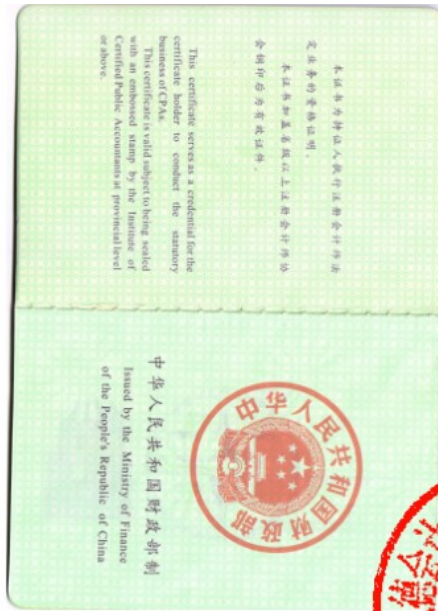 本证书为持证人执行注册会计师法
定业务的资格证明。
本证书加盖省级以上注册会计师协
会钢印后为有效证件。
This certificate serves as a credential for the
certificate holder to conduct the statutory
business of CPAs.
This certificate is valid subject to being sealed
with an embossed stamp by the Institute of
Certified Public Accountants at provincial level
or above.
中华人民共和国财政部
中华人民共和国财政部制
Issued by the Ministry of Finance
of the People's Republic of China